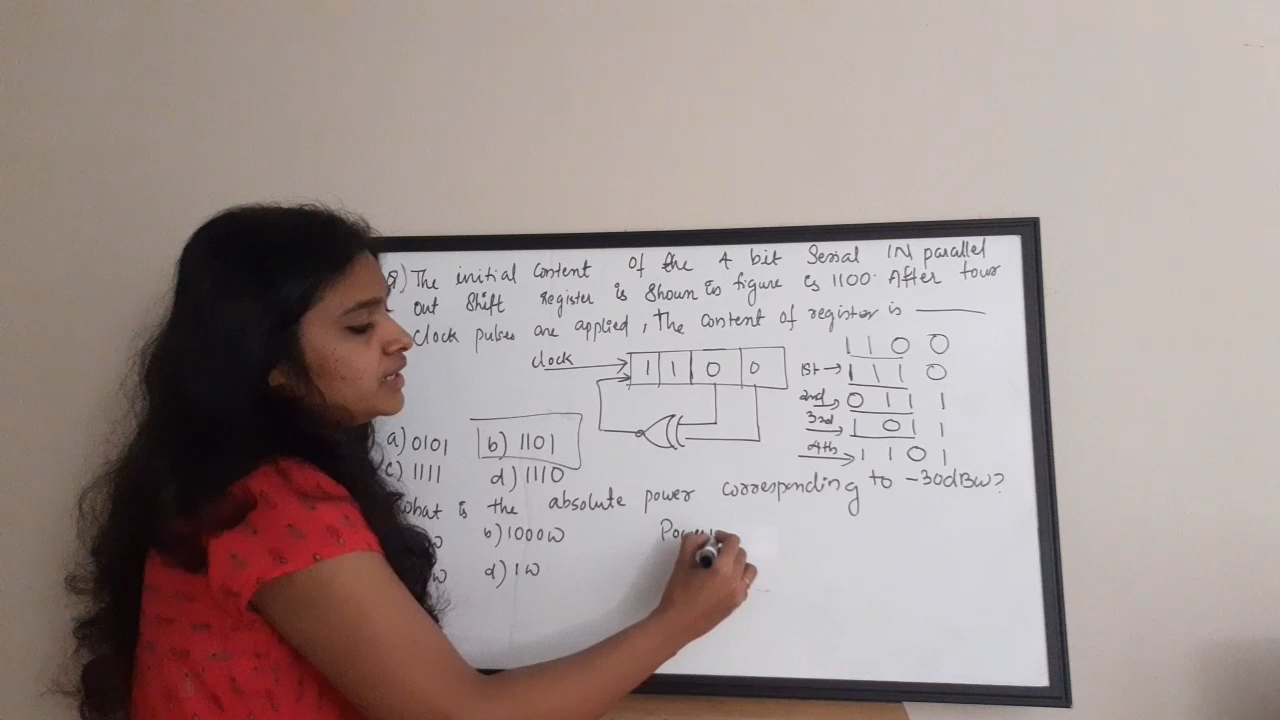 Q) The initial Content of the 4 bit Serial IN parallel
out Shift register is Shown in figure is 1100. After four
Clock pulses are applied, The content of register is ______
clock
1 1 0 0
1 1 0 0
1st → 1 1 1 0
2nd → 0 1 1 1
3rd → 1 0 1 1
4th → 1 1 0 1
a) 0101 b) 1101
c) 1111 d) 1110
What is the absolute power corresponding to -30dBw?
w b) 1000w
w d) 1w